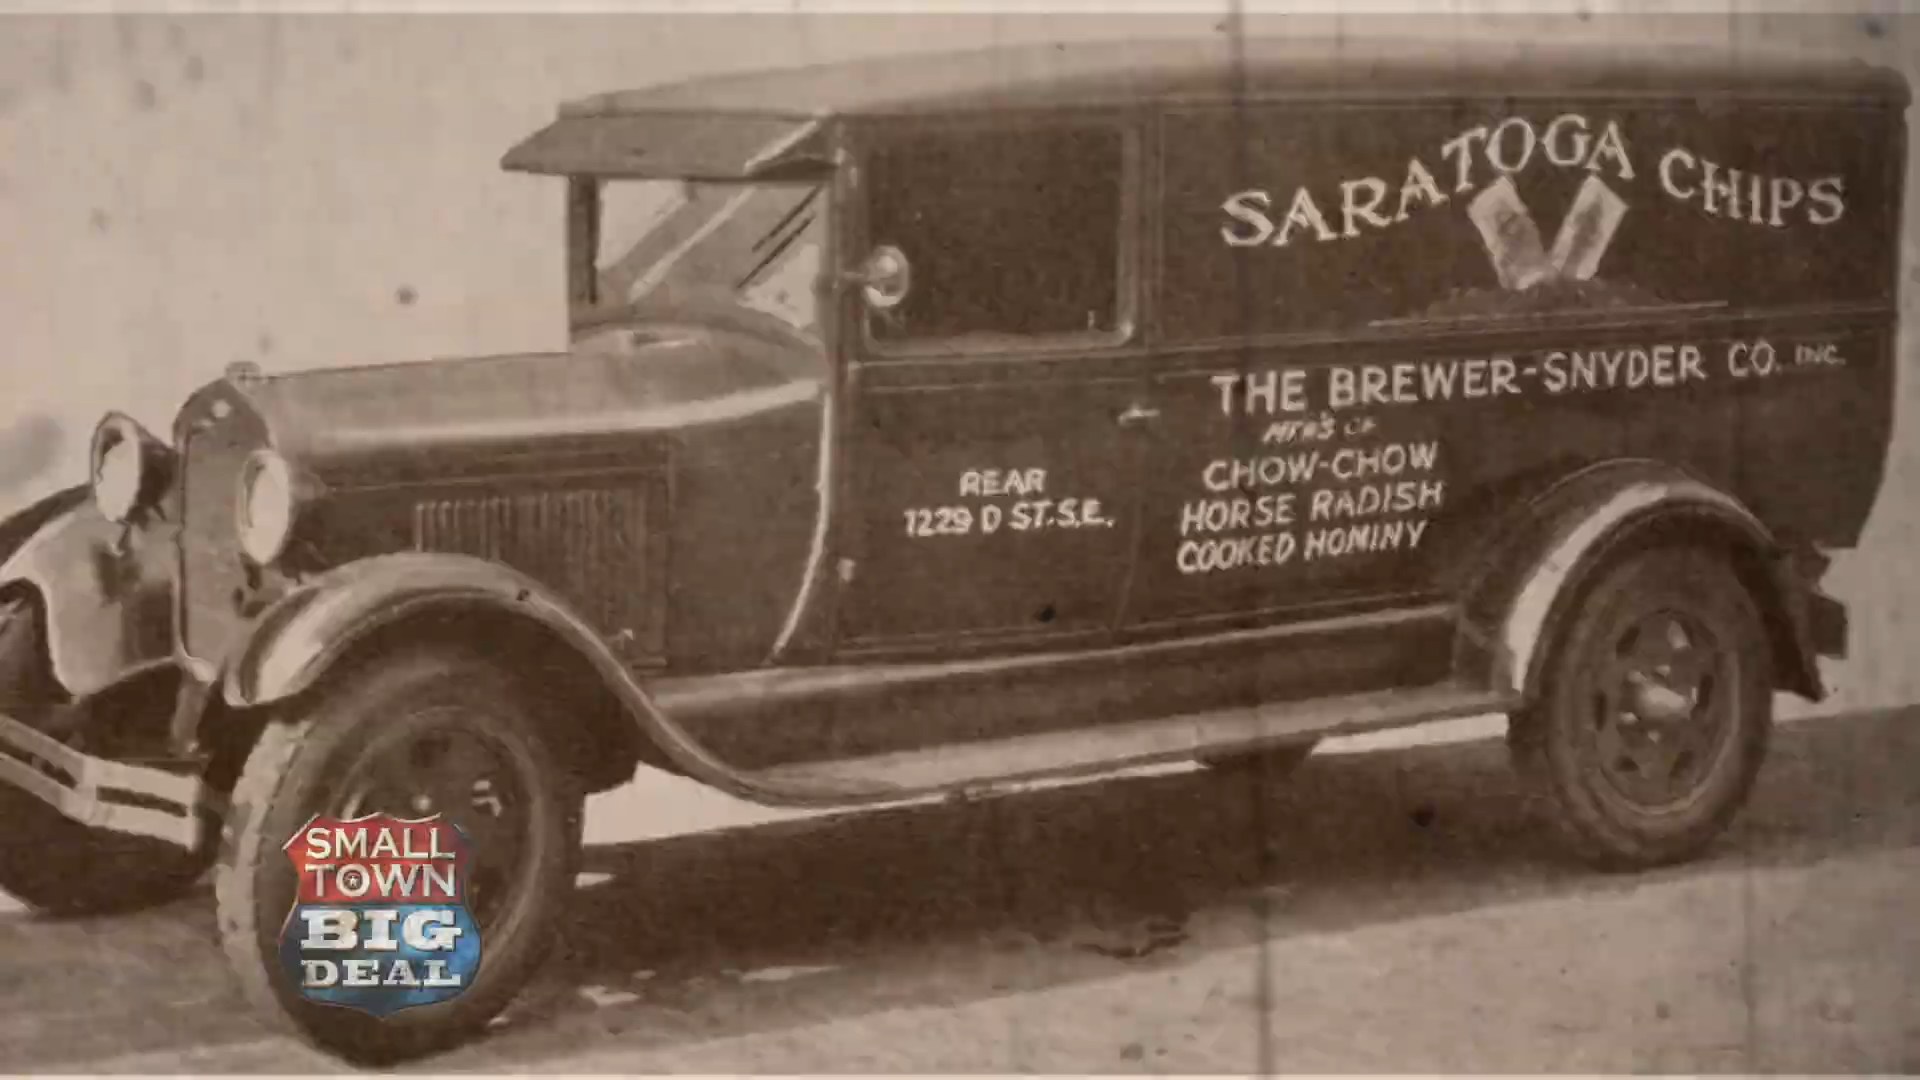 SARATOGA CHIPS
THE BREWER-SNYDER CO. INC.
MFR'S OF
CHOW-CHOW
HORSE RADISH
COOKED HOMINY
REAR
1229 D ST. S.E.
SMALL
TOWN
BIG
DEAL